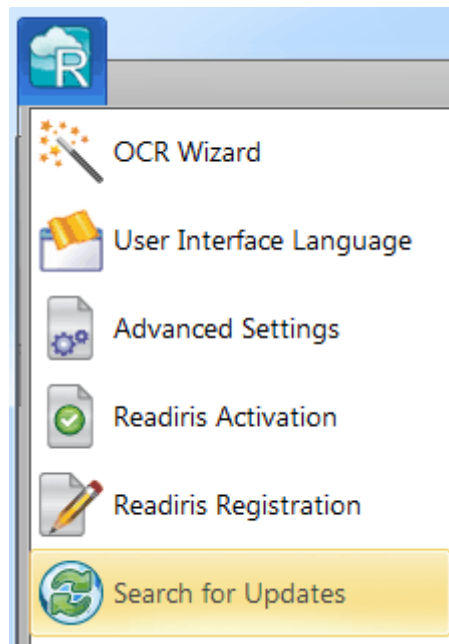 R
OCR Wizard
User Interface Language
Advanced Settings
Readiris Activation
Readiris Registration
Search for Updates